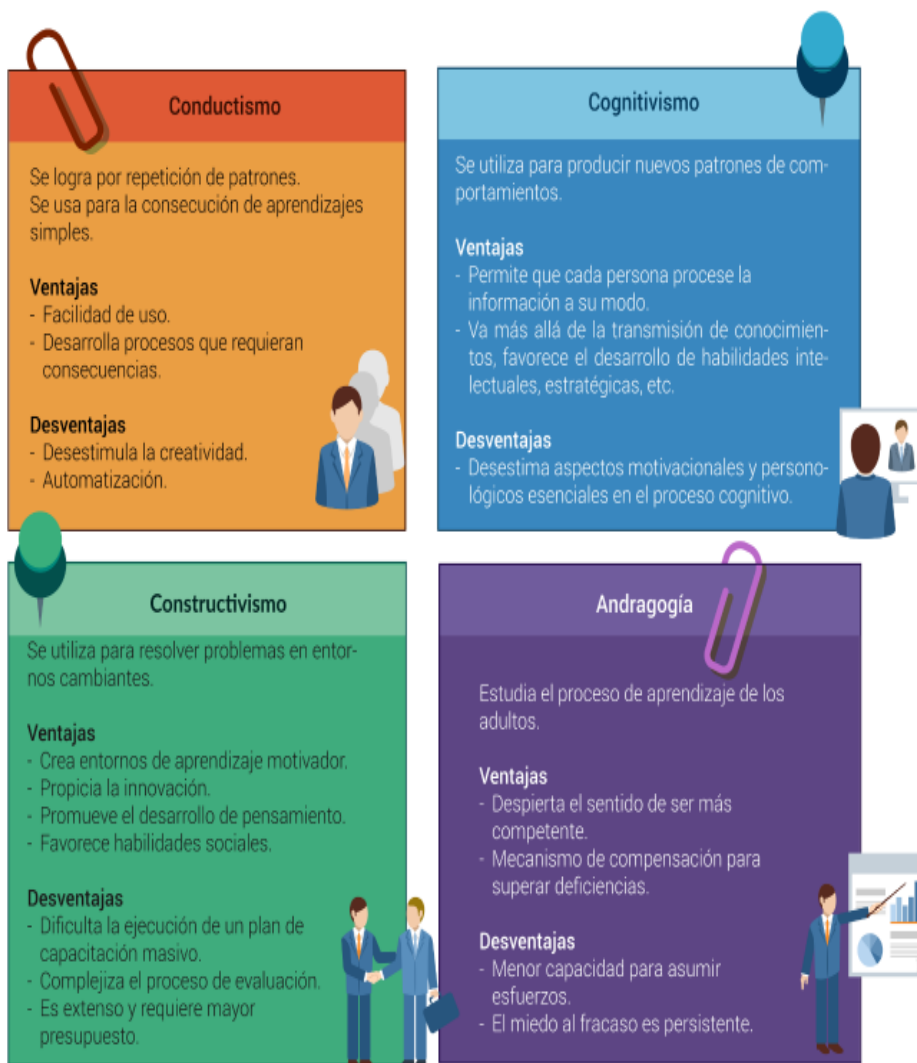 Conductismo
Se logra por repetición de patrones.
Se usa para la consecución de aprendizajes
simples.
Ventajas
- Facilidad de uso.
- Desarrolla procesos que requieran
consecuencias.
Desventajas
- Desestimula la creatividad.
- Automatización.
Cognitivismo
Se utiliza para producir nuevos patrones de com-
portamientos.
Ventajas
- Permite que cada persona procese la
información a su modo.
- Va más allá de la transmisión de conocimien-
tos, favorece el desarrollo de habilidades inte-
lectuales, estratégicas, etc.
Desventajas
- Desestima aspectos motivacionales y persono-
lógicos esenciales en el proceso cognitivo.
Constructivismo
Se utiliza para resolver problemas en entor-
nos cambiantes.
Ventajas
- Crea entornos de aprendizaje motivador.
- Propicia la innovación.
- Promueve el desarrollo de pensamiento.
- Favorece habilidades sociales.
Desventajas
- Dificulta la ejecución de un plan de
capacitación masivo.
- Complejiza el proceso de evaluación.
- Es extenso y requiere mayor
presupuesto.
Andragogía
Estudia el proceso de aprendizaje de los
adultos.
Ventajas
- Despierta el sentido de ser más
competente.
- Mecanismo de compensación para
superar deficiencias.
Desventajas
- Menor capacidad para asumir
esfuerzos.
- El miedo al fracaso es persistente.